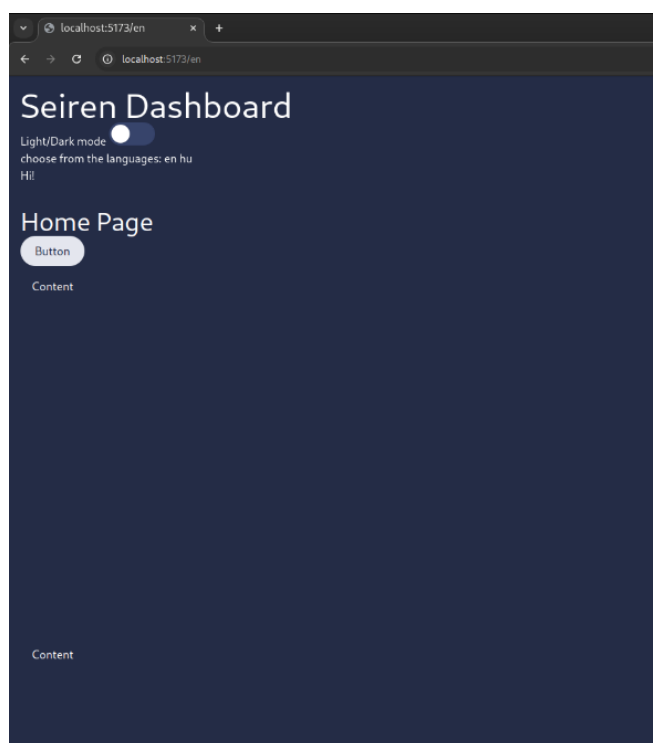 localhost:5173/en
localhost:5173/en
Seiren Dashboard
Light/Dark mode
choose from the languages: en hu
Hi!
Home Page
Button
Content
Content